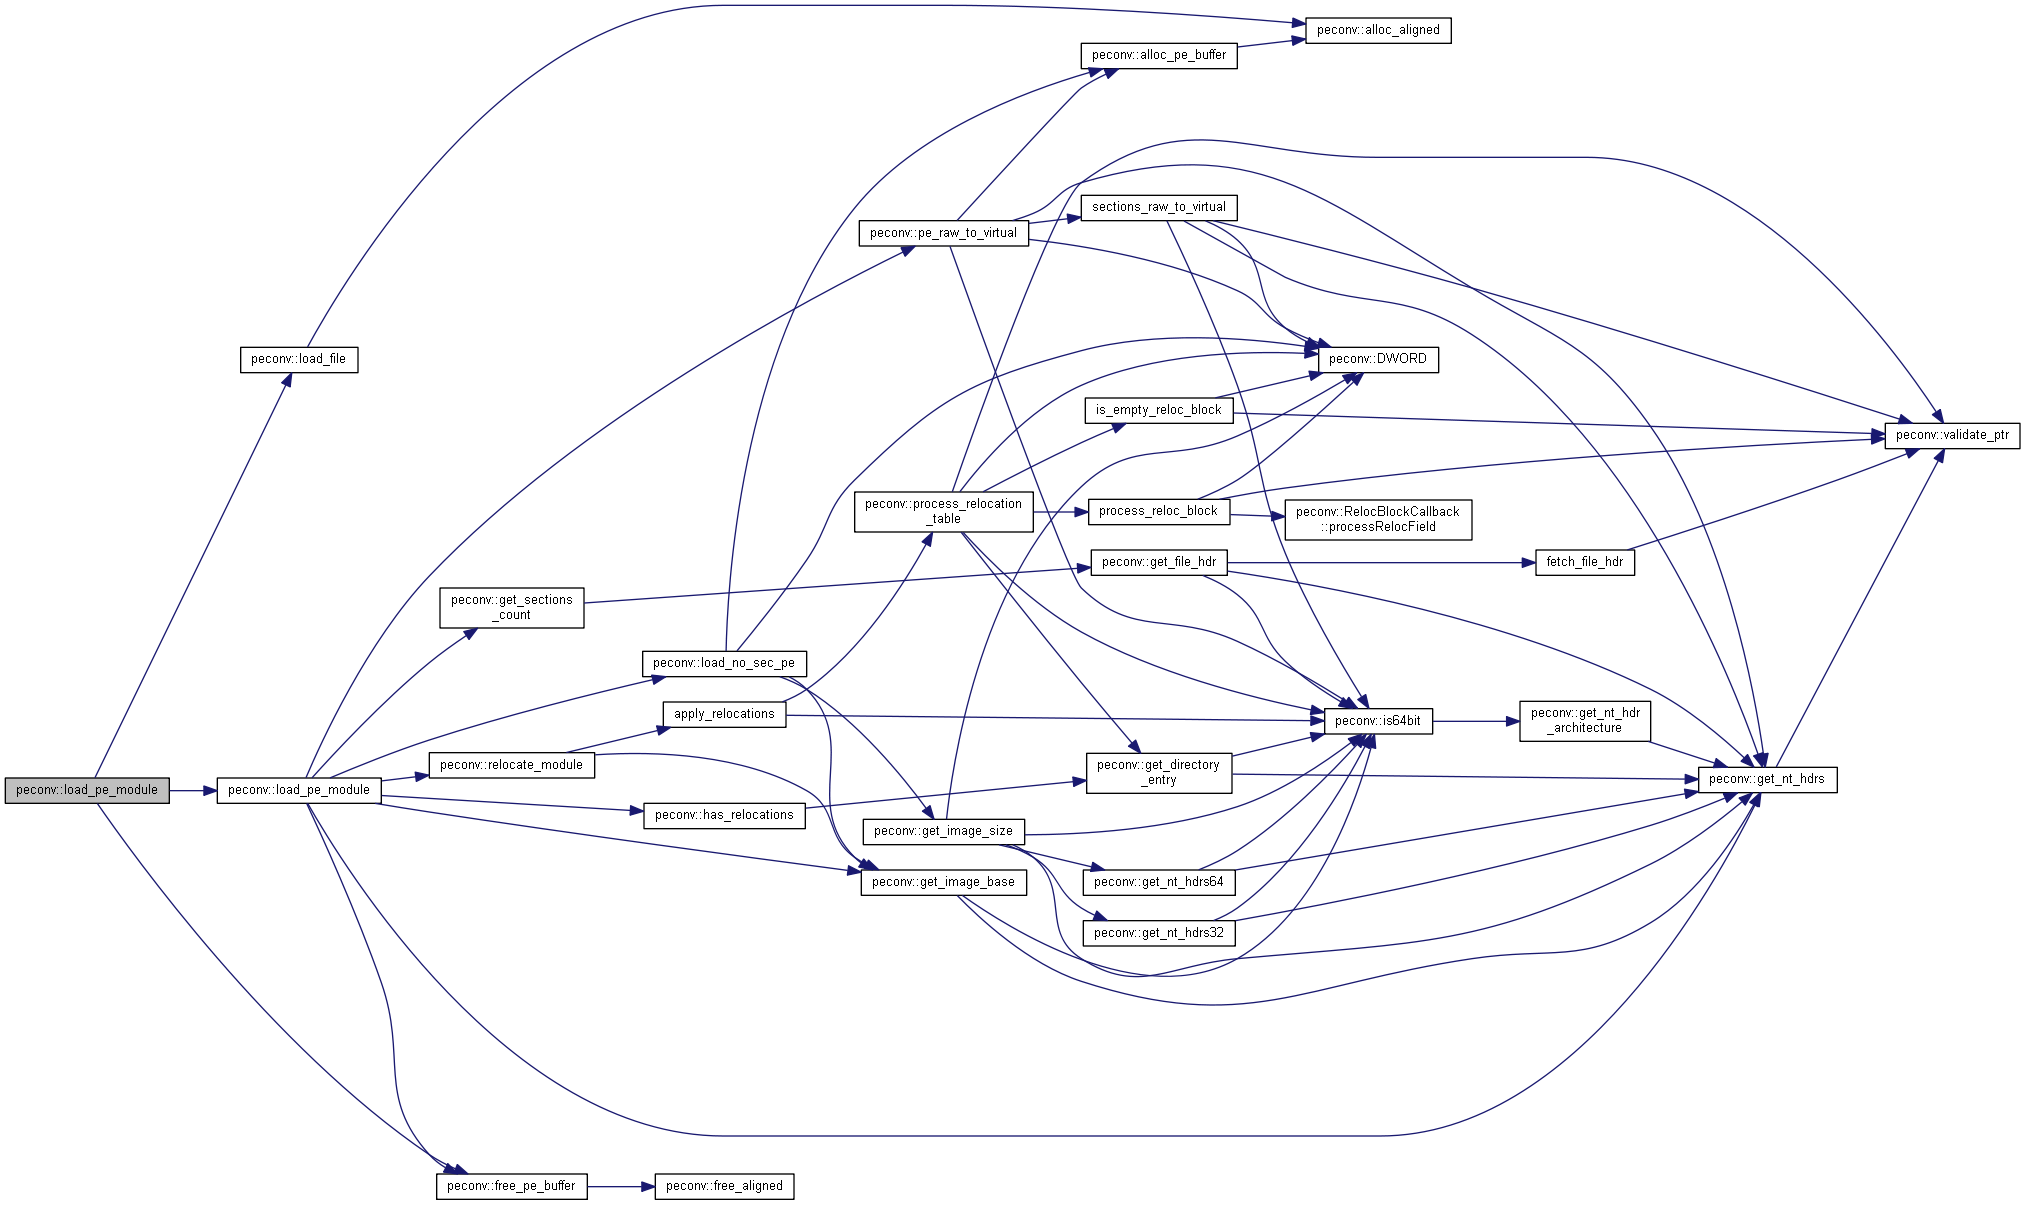 peconv::alloc_aligned
peconv::alloc_pe_buffer
sections_raw_to_virtual
peconv::pe_raw_to_virtual
peconv::load_file
peconv::DWORD
is_empty_reloc_block
peconv::validate_ptr
peconv::process_relocation
_table
process_reloc_block
peconv::RelocBlockCallback
::processRelocField
peconv::get_file_hdr
fetch_file_hdr
peconv::get_sections
_count
peconv::load_no_sec_pe
apply_relocations
peconv::is64bit
peconv::get_nt_hdr
_architecture
peconv::relocate_module
peconv::get_directory
_entry
peconv::get_nt_hdrs
peconv::load_pe_module
peconv::load_pe_module
peconv::has_relocations
peconv::get_image_size
peconv::get_image_base
peconv::get_nt_hdrs64
peconv::get_nt_hdrs32
peconv::free_pe_buffer
peconv::free_aligned